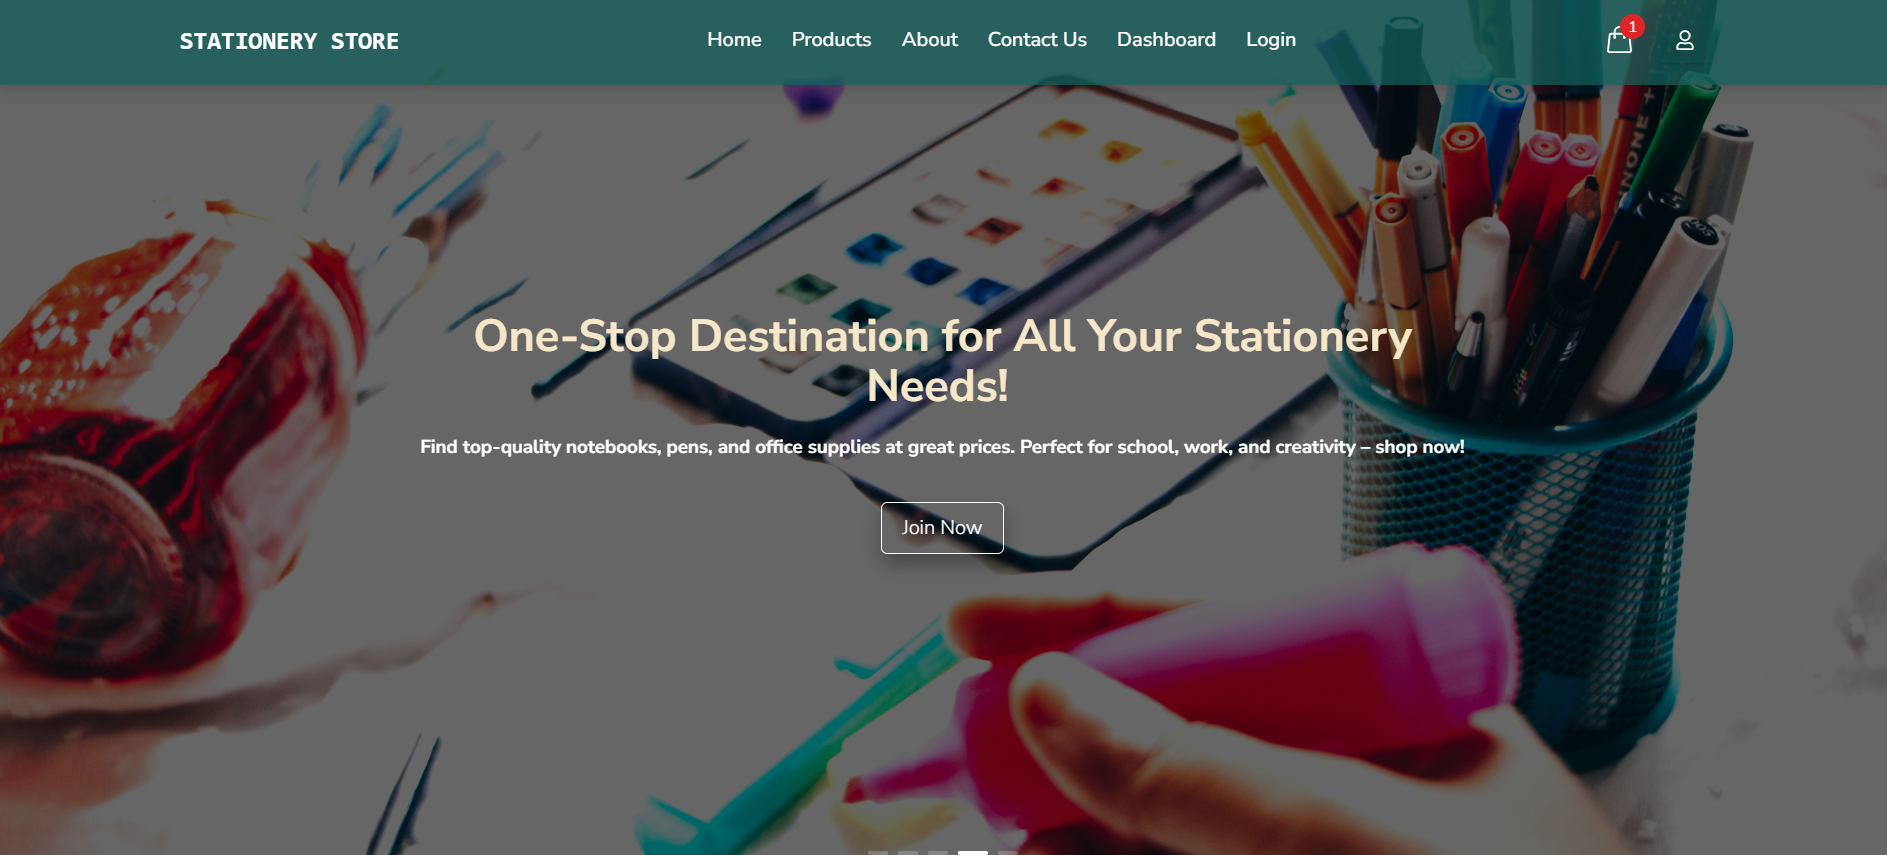 STATIONERY STORE
Home Products About Contact Us Dashboard Login
1
One-Stop Destination for All Your Stationery
Needs!
Find top-quality notebooks, pens, and office supplies at great prices. Perfect for school, work, and creativity – shop now!
Join Now